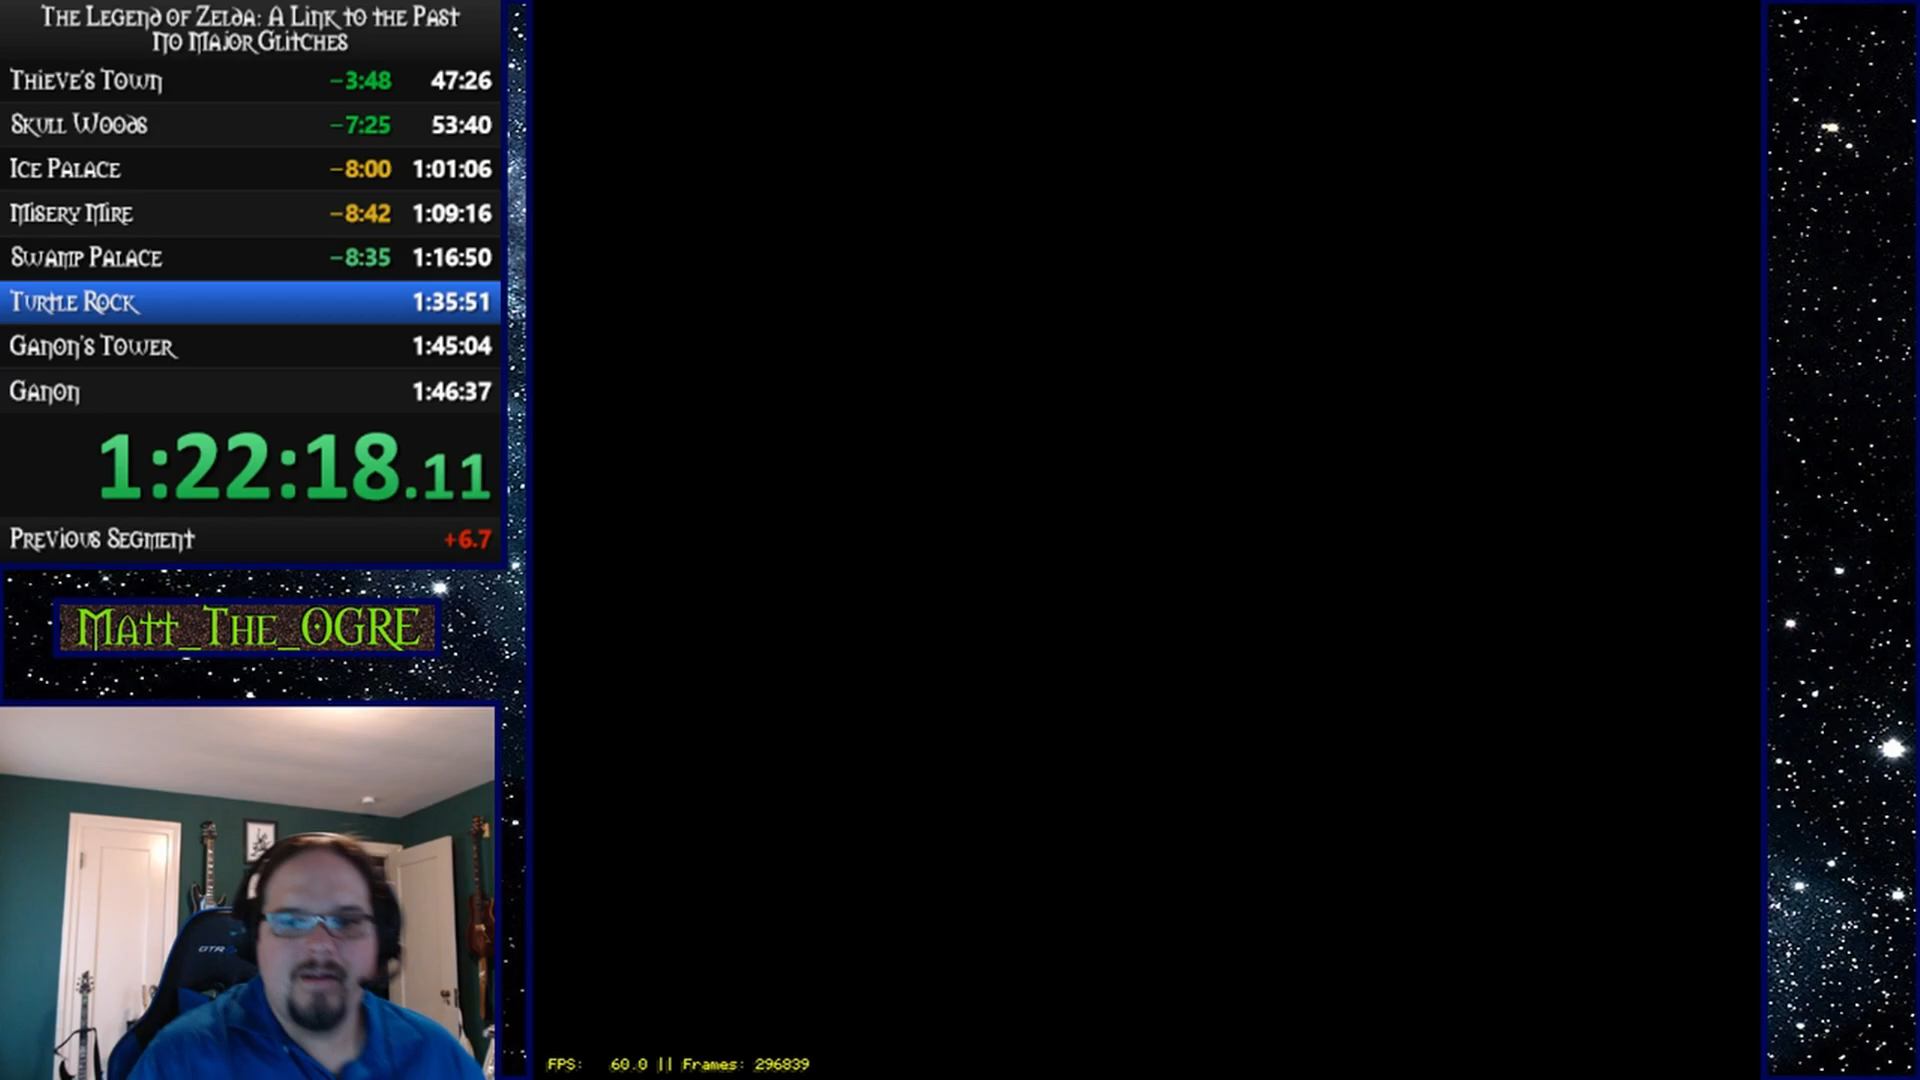 The Legend of Zelda: A Link to the Past
No Major Glitches
Thieve's Town -3:48 47:26
Skull Woods -7:25 53:40
Ice Palace -8:00 1:01:06
Misery Mire -8:42 1:09:16
Swamp Palace -8:35 1:16:50
Turtle Rock 1:35:51
Ganon's Tower 1:45:04
Ganon 1:46:37
1:22:18.11
Previous Segment +6.7
Matt_The_OGRE
OTR
FPS: 60.0 || Frames: 296839